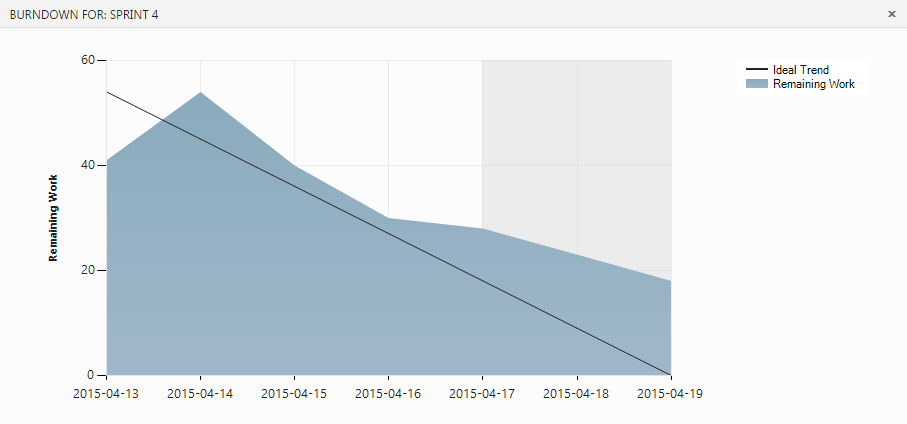 BURNDOWN FOR: SPRINT 4
×
60
40
20
0
Remaining Work
2015-04-13 2015-04-14 2015-04-15 2015-04-16 2015-04-17 2015-04-18 2015-04-19
Ideal Trend
Remaining Work